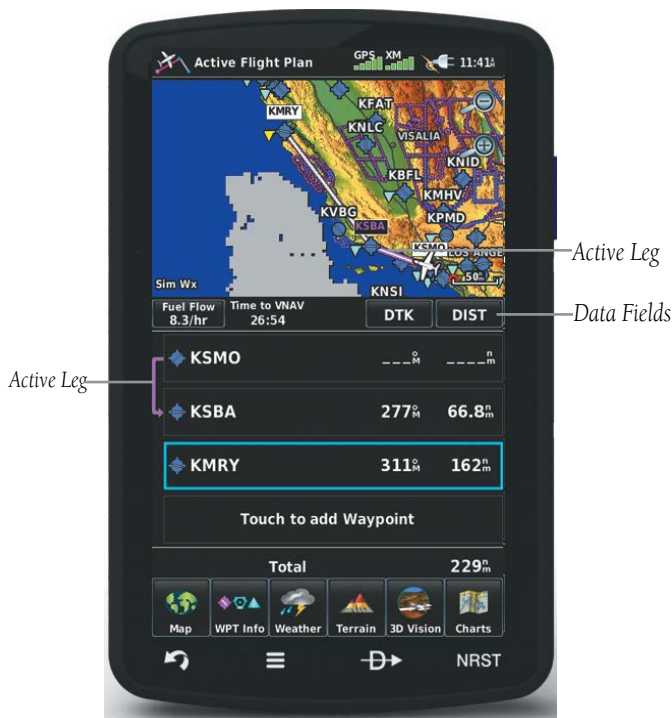 Active Flight Plan GPS XM 11:41A
KFAT
KMRY
KNLC
VISALIA
KNID
KBFL
KMHV
KVBG
KPMD
KSBA
KSMO
LOS ANGE
Active Leg
50
Sim Wx
KNSI
Fuel Flow
8.3/hr
Time to VNAV
26:54
DTK
DIST
Data Fields
KSMO ___°M ____nm
Active Leg
KSBA 277°M 66.8nm
KMRY 311°M 162nm
Touch to add Waypoint
Total 229nm
Map WPT Info Weather Terrain 3D Vision Charts
D
NRST